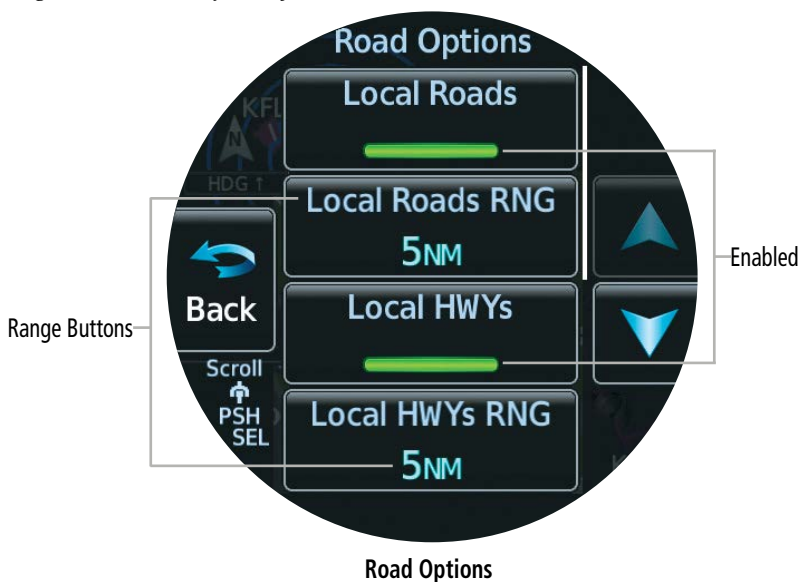 Road Options
Local Roads
KFL
N
HDG ↑
Local Roads RNG
5NM
Enabled
Back
Local HWYs
Range Buttons
Scroll
PSH
SEL
Local HWYs RNG
5NM
K
Road Options